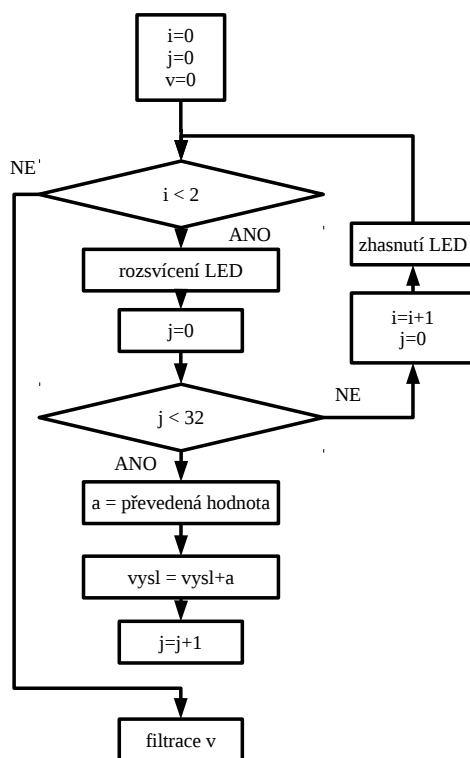 i=0
j=0
v=0
NE
i < 2
ANO
rozsvícení LED
zhasnutí LED
j=0
i=i+1
j=0
j < 32
NE
ANO
a = převedená hodnota
vysl = vysl+a
j=j+1
filtrace v